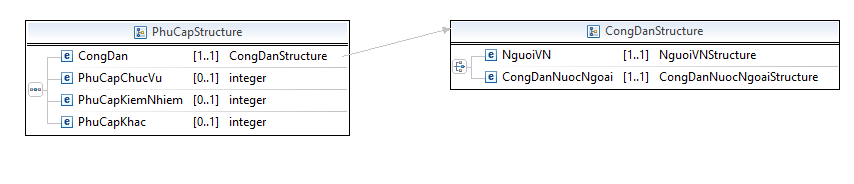 PhuCapStructure
CongDan [1..1] CongDanStructure
PhuCapChucVu [0..1] integer
PhuCapKiemNhiem [0..1] integer
PhuCapKhac [0..1] integer
CongDanStructure
NguoiVN [1..1] NguoiVNStructure
CongDanNuocNgoai [1..1] CongDanNuocNgoaiStructure